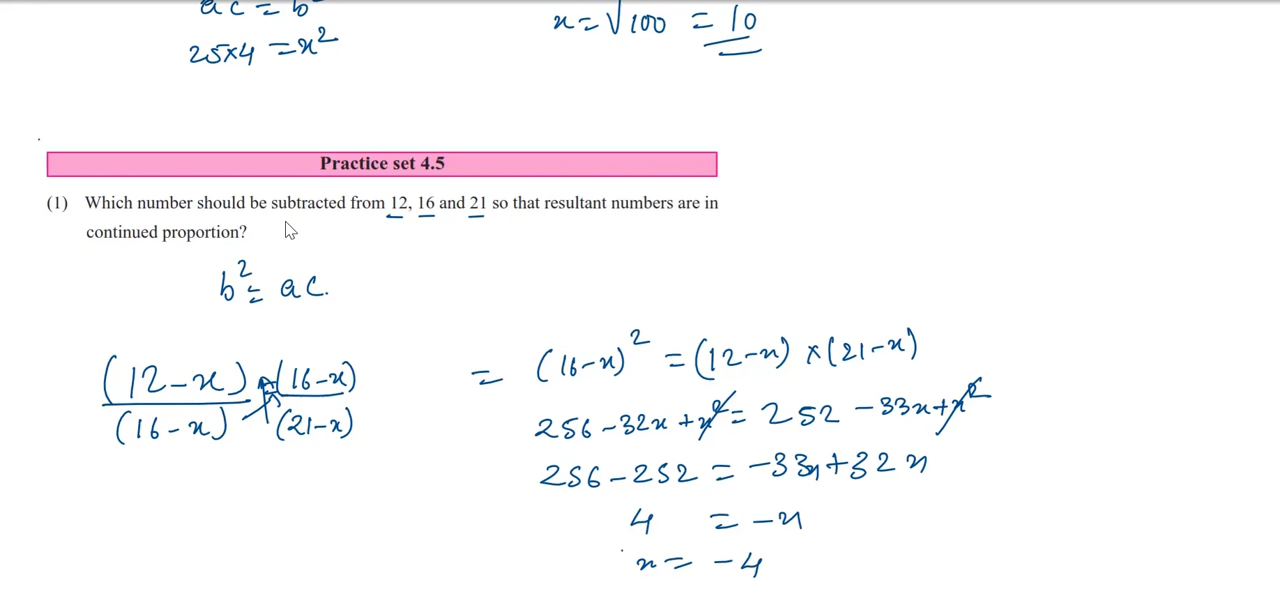 ac = b
25×4 = x²
x = √100 = 10
Practice set 4.5
(1) Which number should be subtracted from 12, 16 and 21 so that resultant numbers are in
continued proportion?
b² = ac.
(12-x) (16-x)
(16-x) (21-x)
= (16-x)² = (12-x) × (21-x)
256 - 32x + x² = 252 - 33x + x²
256 - 252 = -33x + 32x
4 = -x
x = -4